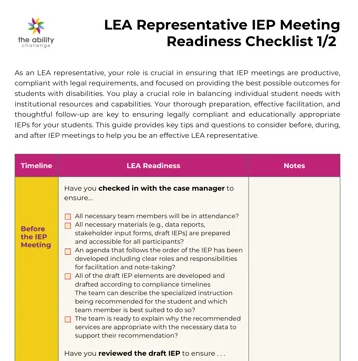 the ability
challenge
LEA Representative IEP Meeting
Readiness Checklist 1/2
As an LEA representative, your role is crucial in ensuring that IEP meetings are productive,
compliant with legal requirements, and focused on providing the best possible outcomes for
students with disabilities. You play a crucial role in balancing individual student needs with
institutional resources and capabilities. Your thorough preparation, effective facilitation, and
thoughtful follow-up are key to ensuring legally compliant and educationally appropriate
IEPs for your students. This guide provides key tips and questions to consider before, during,
and after IEP meetings to help you be an effective LEA representative.
Timeline
LEA Readiness
Notes
Before
the IEP
Meeting
Have you checked in with the case manager to
ensure...
All necessary team members will be in attendance?
All necessary materials (e.g., data reports,
stakeholder input forms, draft IEPs) are prepared
and accessible for all participants?
An agenda that follows the order of the IEP has been
developed including clear roles and responsibilities
for facilitation and note-taking?
All of the draft IEP elements are developed and
drafted according to compliance timelines
The team can describe the specialized instruction
being recommended for the student and which
team member is best suited to do so?
The team is ready to explain why the recommended
services are appropriate with the necessary data to
support their recommendation?
Have you reviewed the draft IEP to ensure . . .